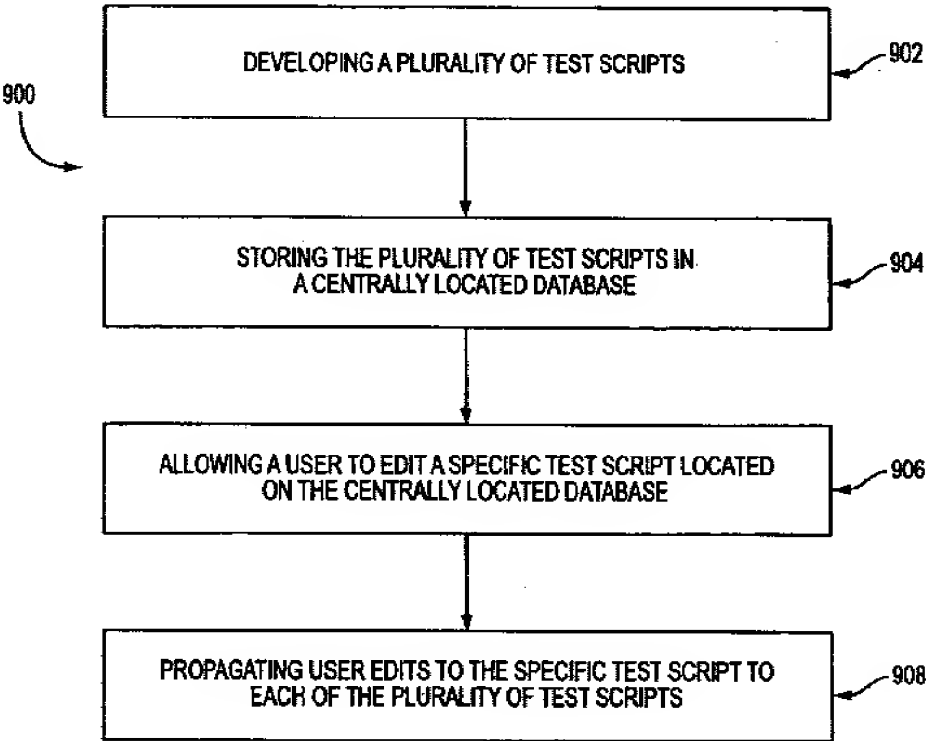 DEVELOPING A PLURALITY OF TEST SCRIPTS
902
900
STORING THE PLURALITY OF TEST SCRIPTS IN
A CENTRALLY LOCATED DATABASE
904
ALLOWING A USER TO EDIT A SPECIFIC TEST SCRIPT LOCATED
ON THE CENTRALLY LOCATED DATABASE
906
PROPAGATING USER EDITS TO THE SPECIFIC TEST SCRIPT TO
EACH OF THE PLURALITY OF TEST SCRIPTS
908